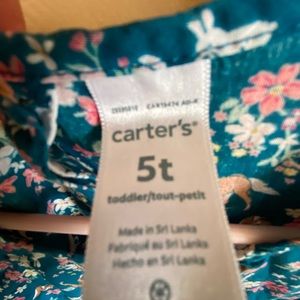 carter's®
5t
toddler/tout-petit
Made in Sri Lanka
Fabriqué au Sri Lanka
Hecho en Sri Lanka